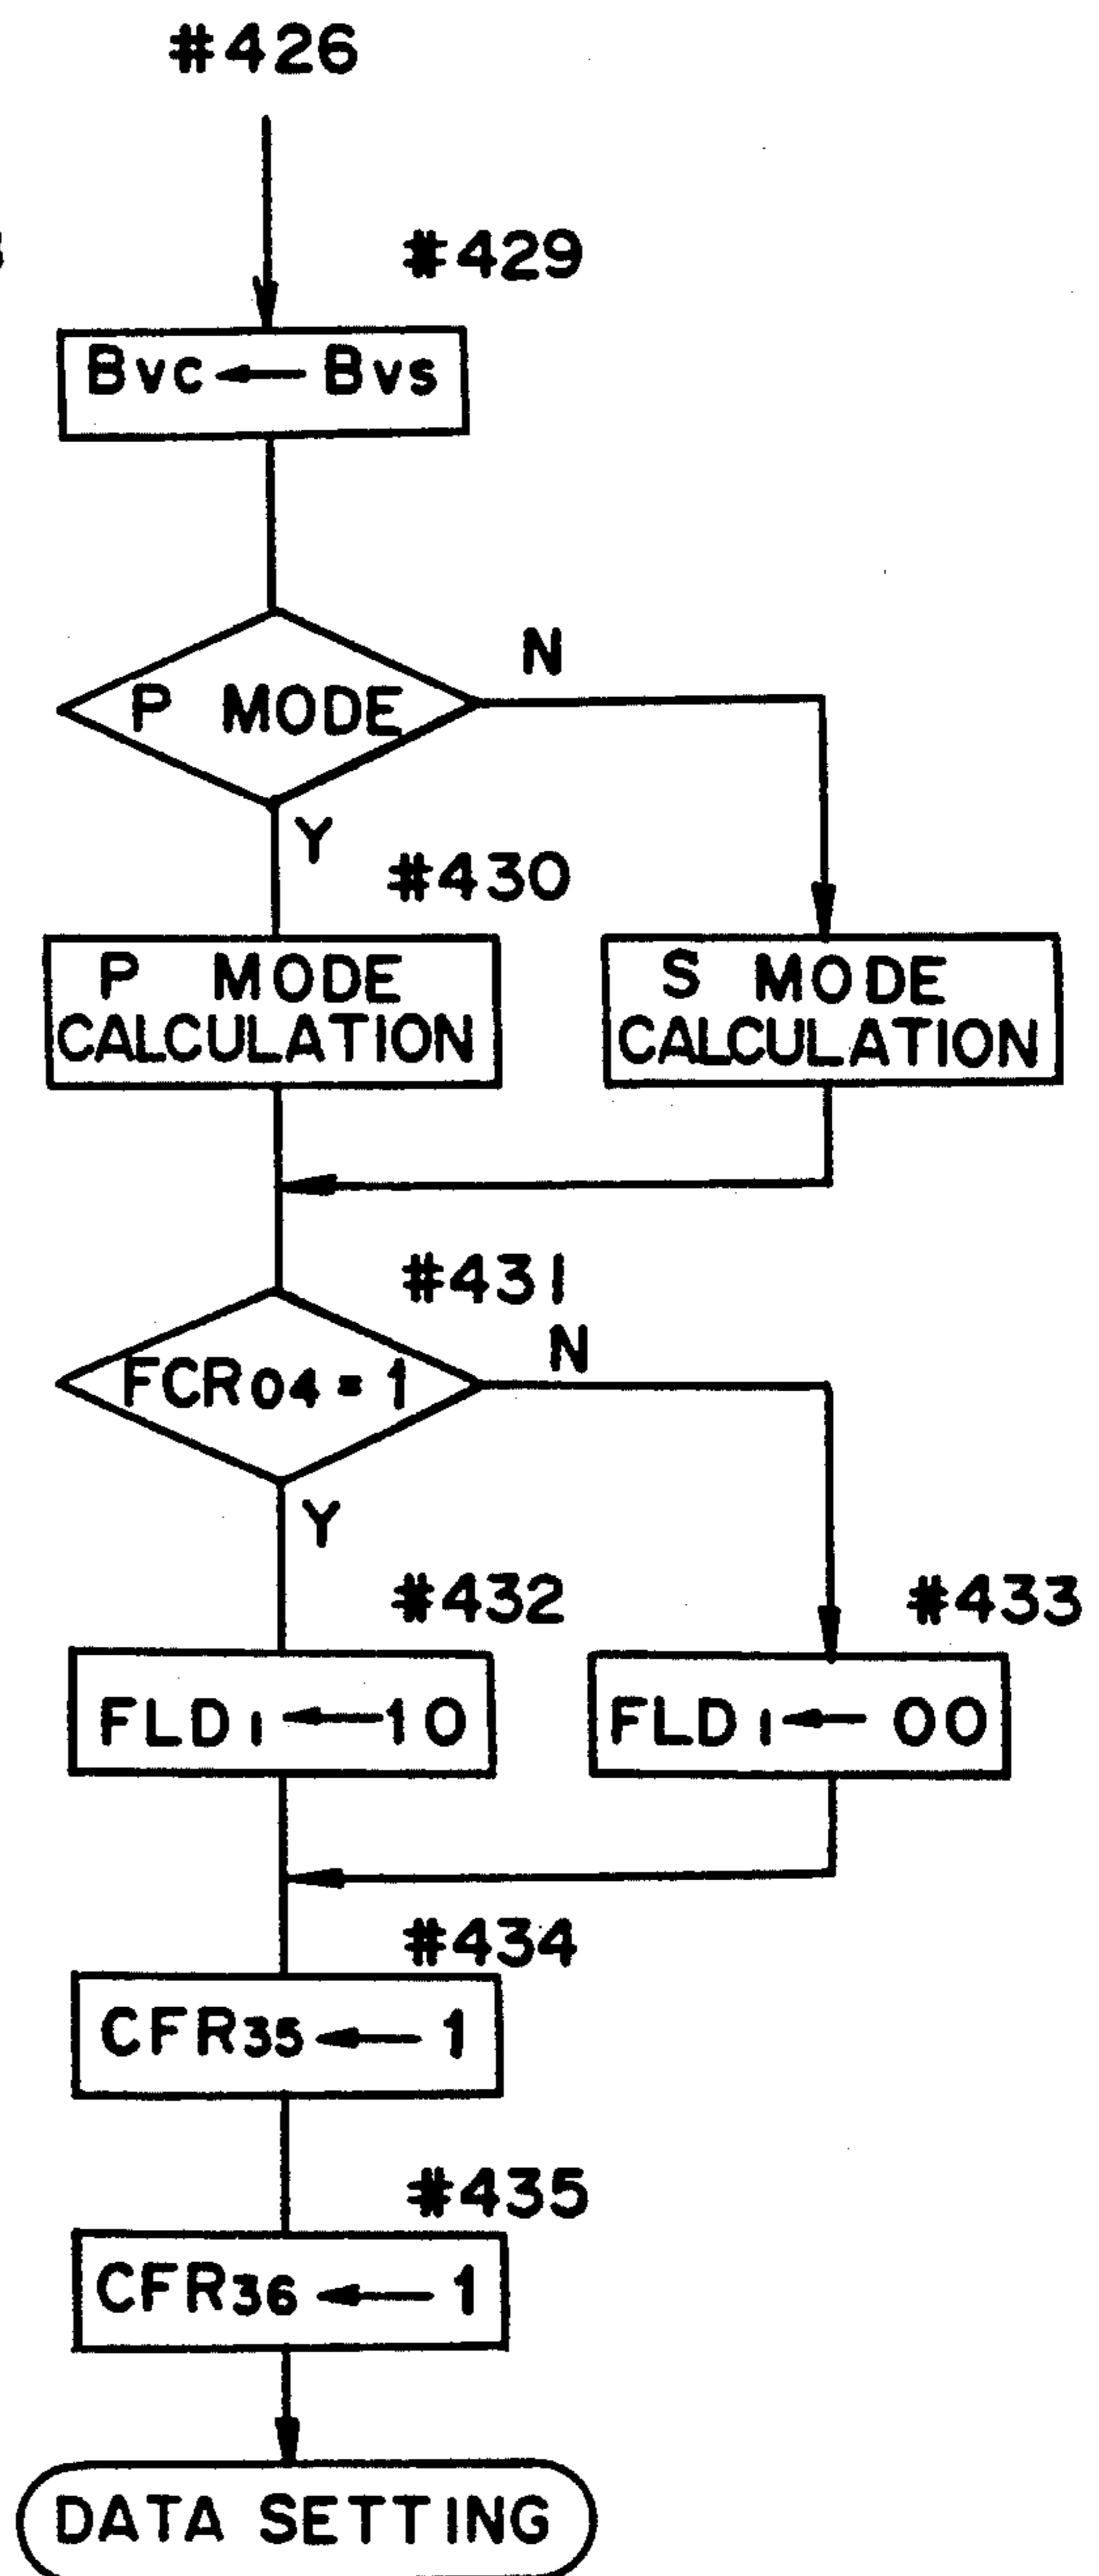 #426
#429
Bvc ← Bvs
P MODE
N
Y
#430
P MODE
CALCULATION
S MODE
CALCULATION
#431
FCR04 = 1
N
Y
#432
#433
FLD1 ← 10
FLD1 ← 00
#434
CFR35 ← 1
#435
CFR36 ← 1
DATA SETTING